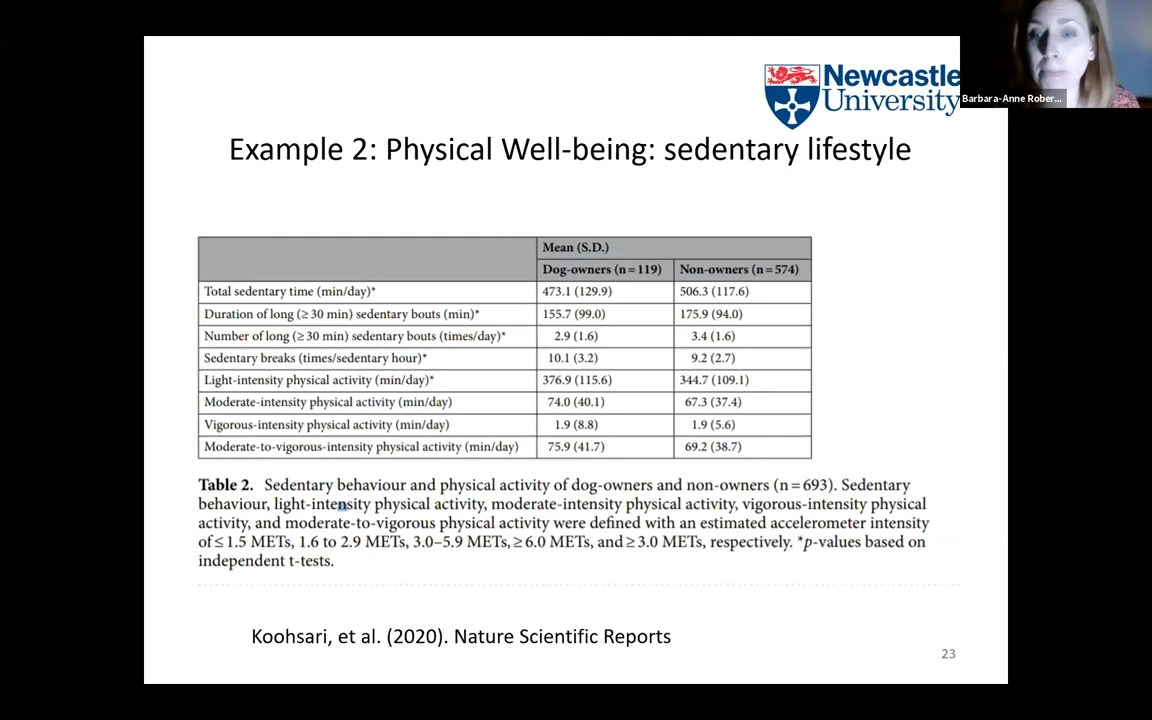 Newcastle
University
Barbara-Anne Rober...
Example 2: Physical Well-being: sedentary lifestyle
Mean (S.D.)
Dog-owners (n=119) Non-owners (n=574)
Total sedentary time (min/day)* 473.1 (129.9) 506.3 (117.6)
Duration of long (≥30 min) sedentary bouts (min)* 155.7 (99.0) 175.9 (94.0)
Number of long (≥30 min) sedentary bouts (times/day)* 2.9 (1.6) 3.4 (1.6)
Sedentary breaks (times/sedentary hour)* 10.1 (3.2) 9.2 (2.7)
Light-intensity physical activity (min/day)* 376.9 (115.6) 344.7 (109.1)
Moderate-intensity physical activity (min/day) 74.0 (40.1) 67.3 (37.4)
Vigorous-intensity physical activity (min/day) 1.9 (8.8) 1.9 (5.6)
Moderate-to-vigorous-intensity physical activity (min/day) 75.9 (41.7) 69.2 (38.7)
Table 2. Sedentary behaviour and physical activity of dog-owners and non-owners (n=693). Sedentary
behaviour, light-intensity physical activity, moderate-intensity physical activity, vigorous-intensity physical
activity, and moderate-to-vigorous physical activity were defined with an estimated accelerometer intensity
of ≤1.5 METs, 1.6 to 2.9 METs, 3.0–5.9 METs, ≥6.0 METs, and ≥3.0 METs, respectively. *p-values based on
independent t-tests.
Koohsari, et al. (2020). Nature Scientific Reports
23